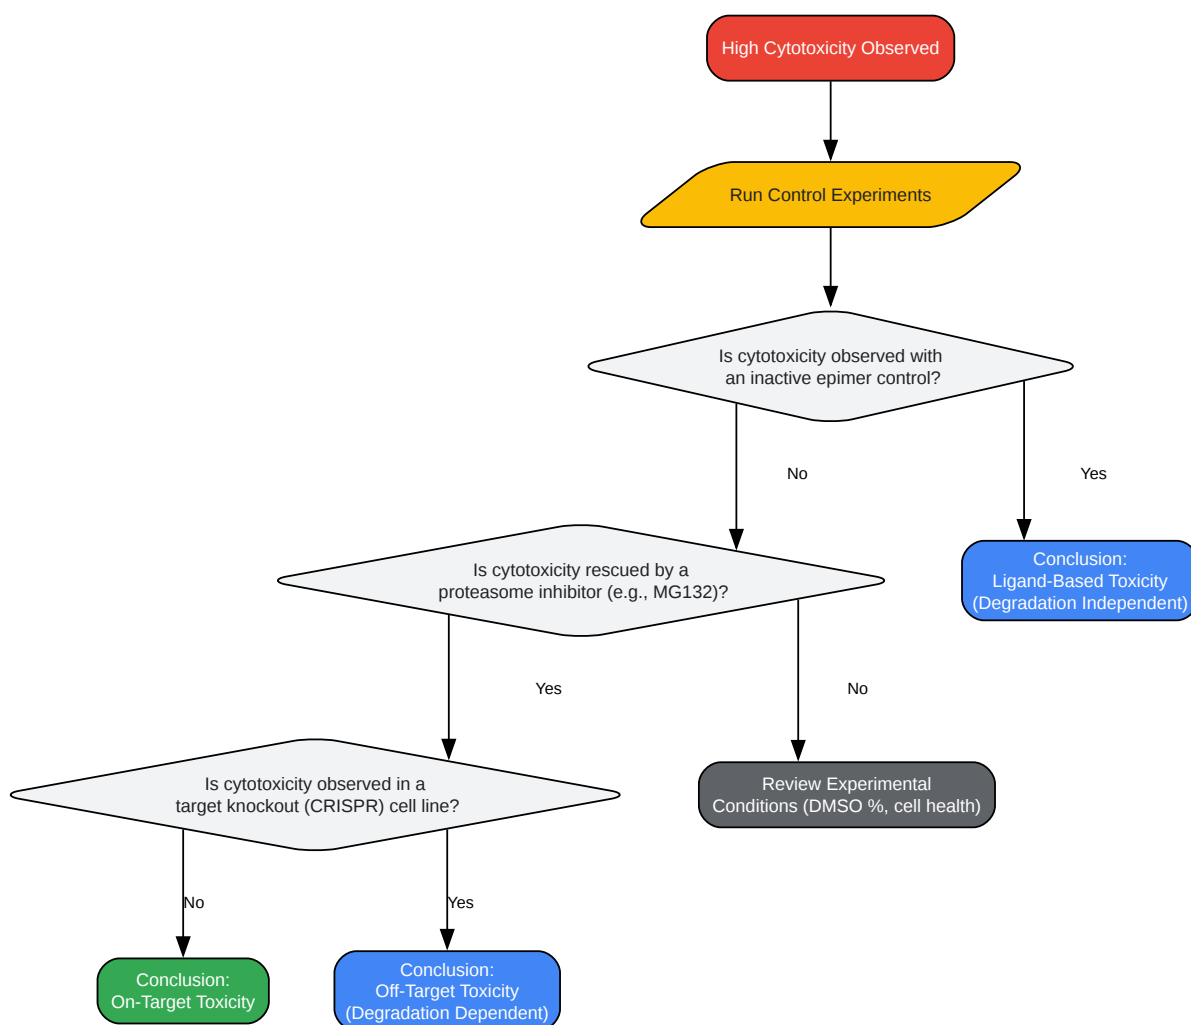 High Cytotoxicity Observed
Run Control Experiments
Is cytotoxicity observed with
an inactive epimer control?
No
Yes
Is cytotoxicity rescued by a
proteasome inhibitor (e.g., MG132)?
Conclusion:
Ligand-Based Toxicity
(Degradation Independent)
Yes
No
Is cytotoxicity observed in a
target knockout (CRISPR) cell line?
Review Experimental
Conditions (DMSO %, cell health)
No
Yes
Conclusion:
On-Target Toxicity
Conclusion:
Off-Target Toxicity
(Degradation Dependent)